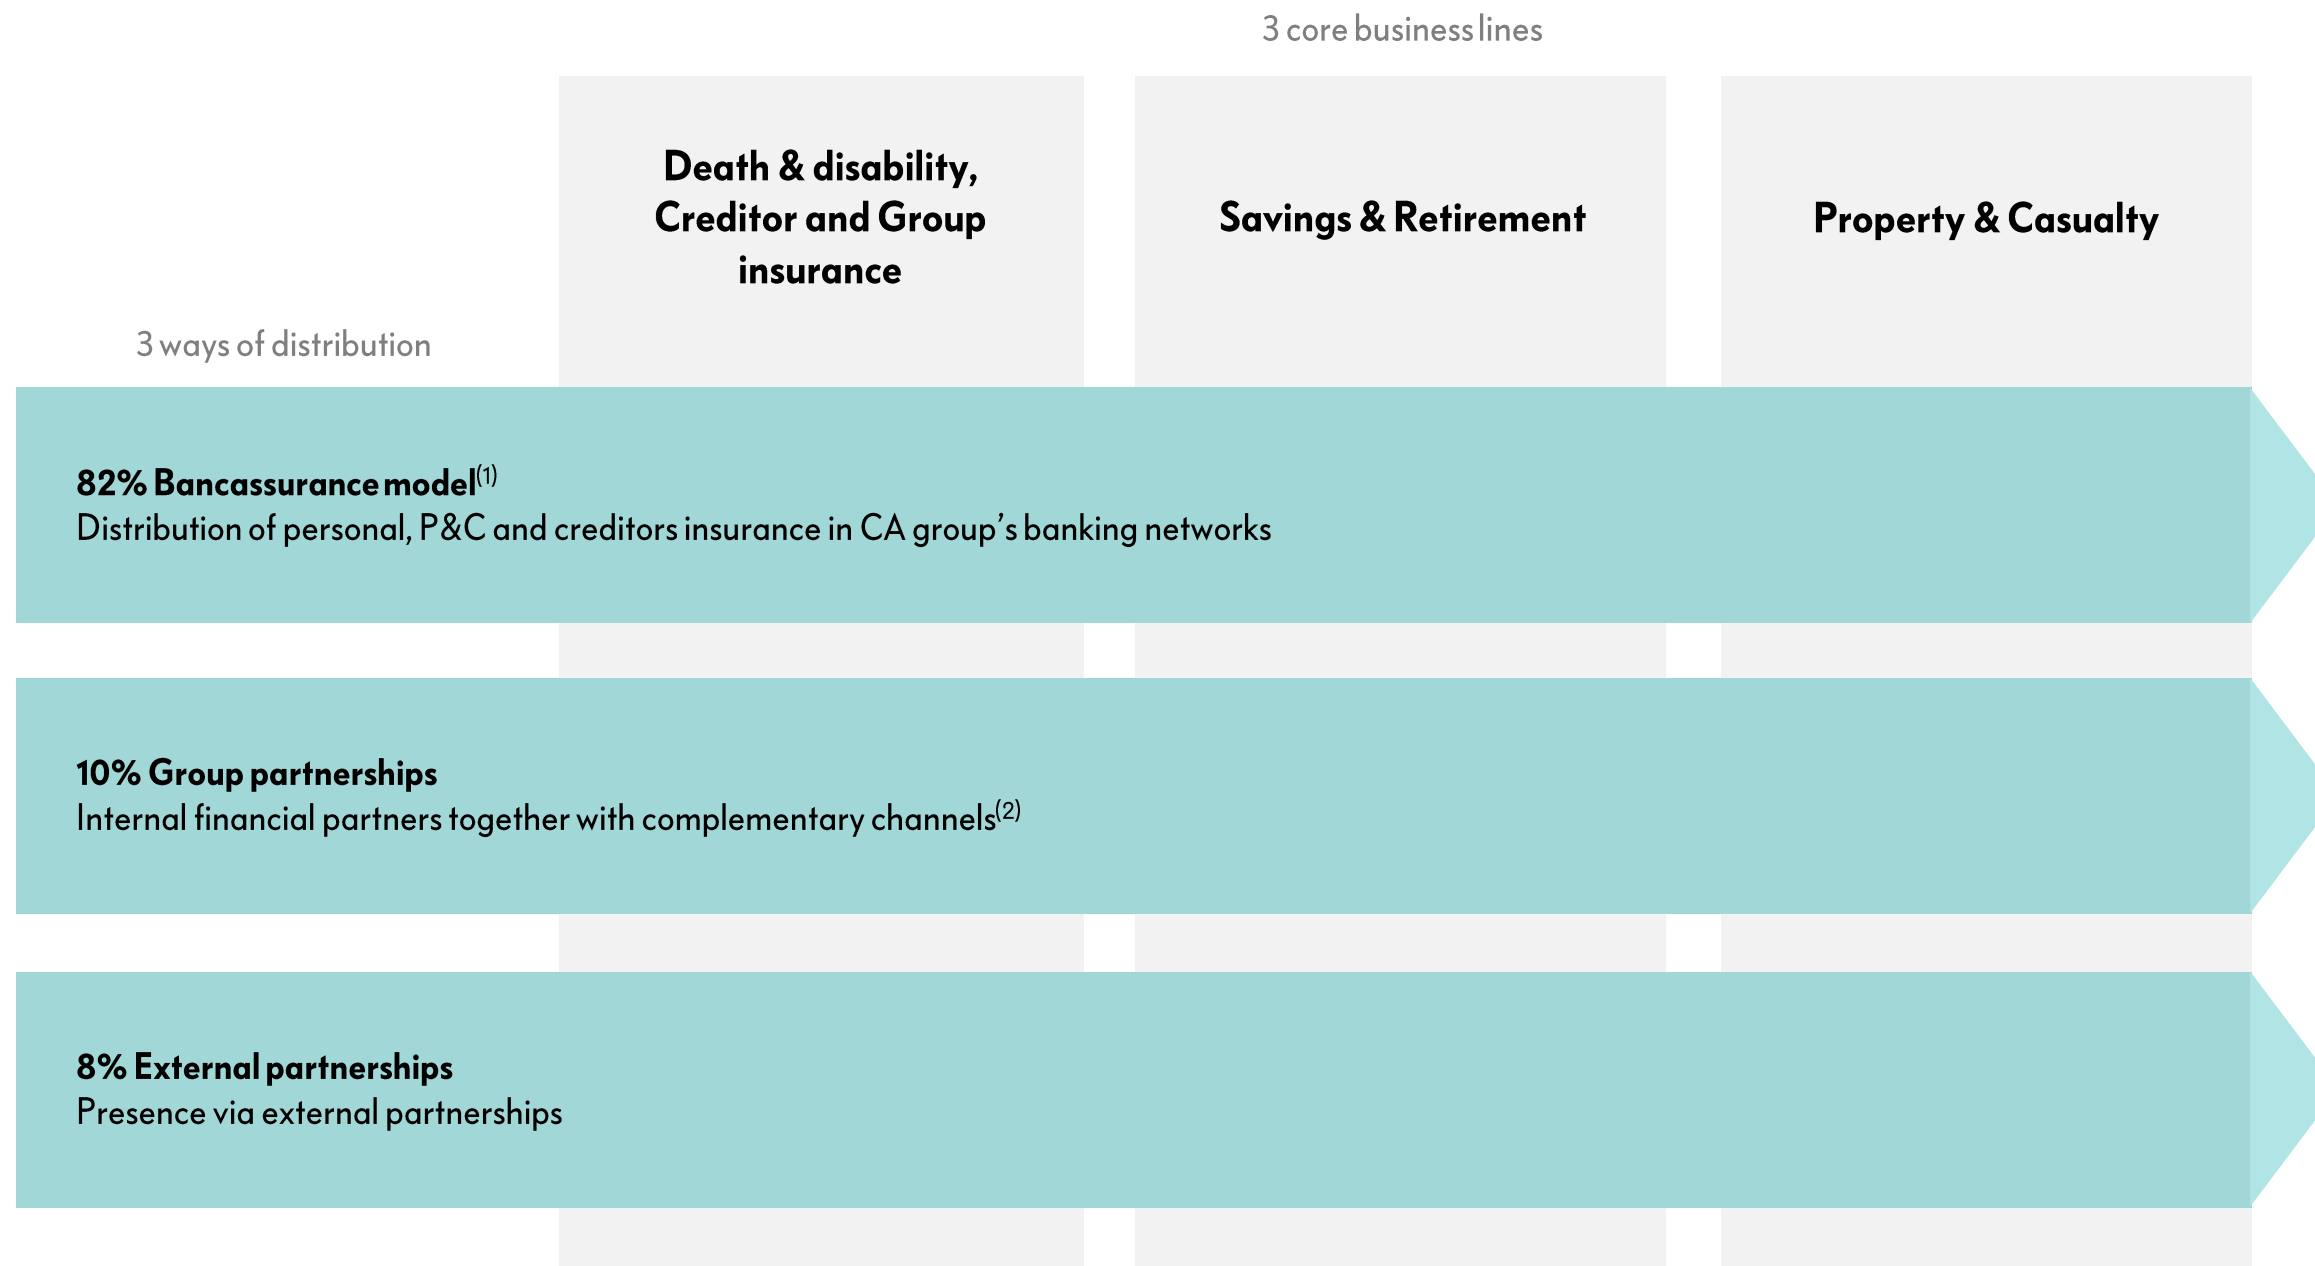 3 core business lines
Death & disability,
Creditor and Group
insurance
Savings & Retirement
Property & Casualty
3 ways of distribution
82% Bancassurance model(1)
Distribution of personal, P&C and creditors insurance in CA group’s banking networks
10% Group partnerships
Internal financial partners together with complementary channels(2)
8% External partnerships
Presence via external partnerships